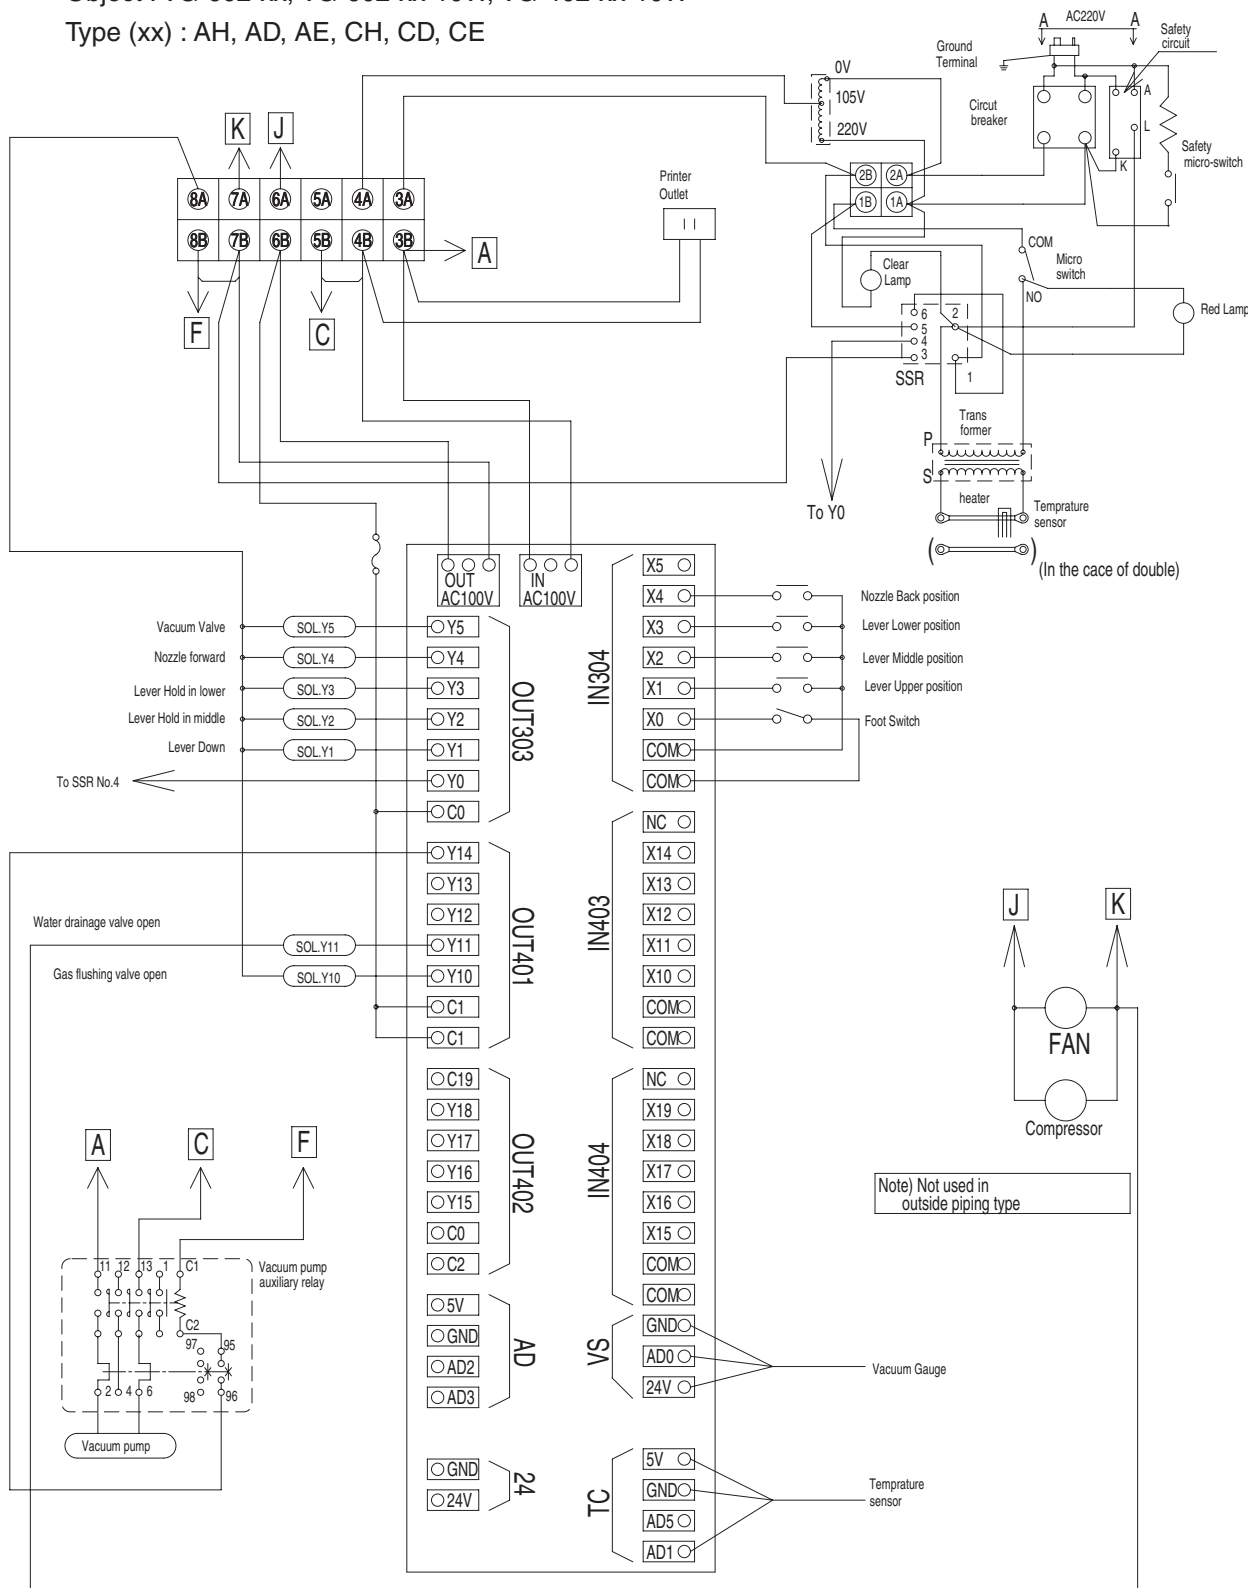 Type (xx) : AH, AD, AE, CH, CD, CE
A AC220V A
Safety
circuit
Ground
Terminal
0V
105V
220V
Circut
breaker
A
L
K
Safety
micro-switch
K J
Printer
Outlet
2B 2A
1B 1A
8A 7A 6A 5A 4A 3A
8B 7B 6B 5B 4B 3B
A
F
C
COM
Micro
switch
NO
Clear
Lamp
Red Lamp
6
5
4
3
2
1
SSR
Trans
former
P
S
heater
Temprature
sensor
To Y0
(In the cace of double)
OUT
AC100V
IN
AC100V
Vacuum Valve
SOL.Y5
Y5
Nozzle forward
SOL.Y4
Y4
Lever Hold in lower
SOL.Y3
Y3
Lever Hold in middle
SOL.Y2
Y2
Lever Down
SOL.Y1
Y1
To SSR No.4
Y0
C0
OUT303
X5
X4
Nozzle Back position
X3
Lever Lower position
X2
Lever Middle position
X1
Lever Upper position
X0
Foot Switch
COM
COM
IN304
Y14
Y13
Y12
Water drainage valve open
SOL.Y11
Y11
Gas flushing valve open
SOL.Y10
Y10
C1
C1
OUT401
NC
X14
X13
X12
X11
X10
COM
COM
IN403
J K
FAN
Compressor
Note) Not used in
outside piping type
C19
Y18
Y17
Y16
Y15
C0
C2
OUT402
NC
X19
X18
X17
X16
X15
COM
COM
IN404
A C F
11 12 13 1 C1
Vacuum pump
auxiliary relay
C2
97 95
2 4 6
98 96
Vacuum pump
5V
GND
AD2
AD3
AD
GND
AD0
24V
VS
Vacuum Gauge
GND
24V
24
5V
GND
AD5
AD1
TC
Temprature
sensor